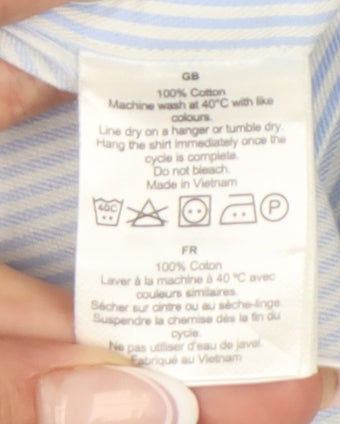 GB
100% Cotton
Machine wash at 40°C with like
colours.
Line dry on a hanger or tumble dry.
Hang the shirt immediately once the
cycle is complete.
Do not bleach.
Made in Vietnam
40C P
FR
100% Coton
Laver à la machine à 40 °C avec
couleurs similaires.
Sécher sur cintre ou au sèche-linge.
Suspendre la chemise dès la fin du
cycle.
Ne pas utiliser d'eau de javel.
Fabriqué au Vietnam